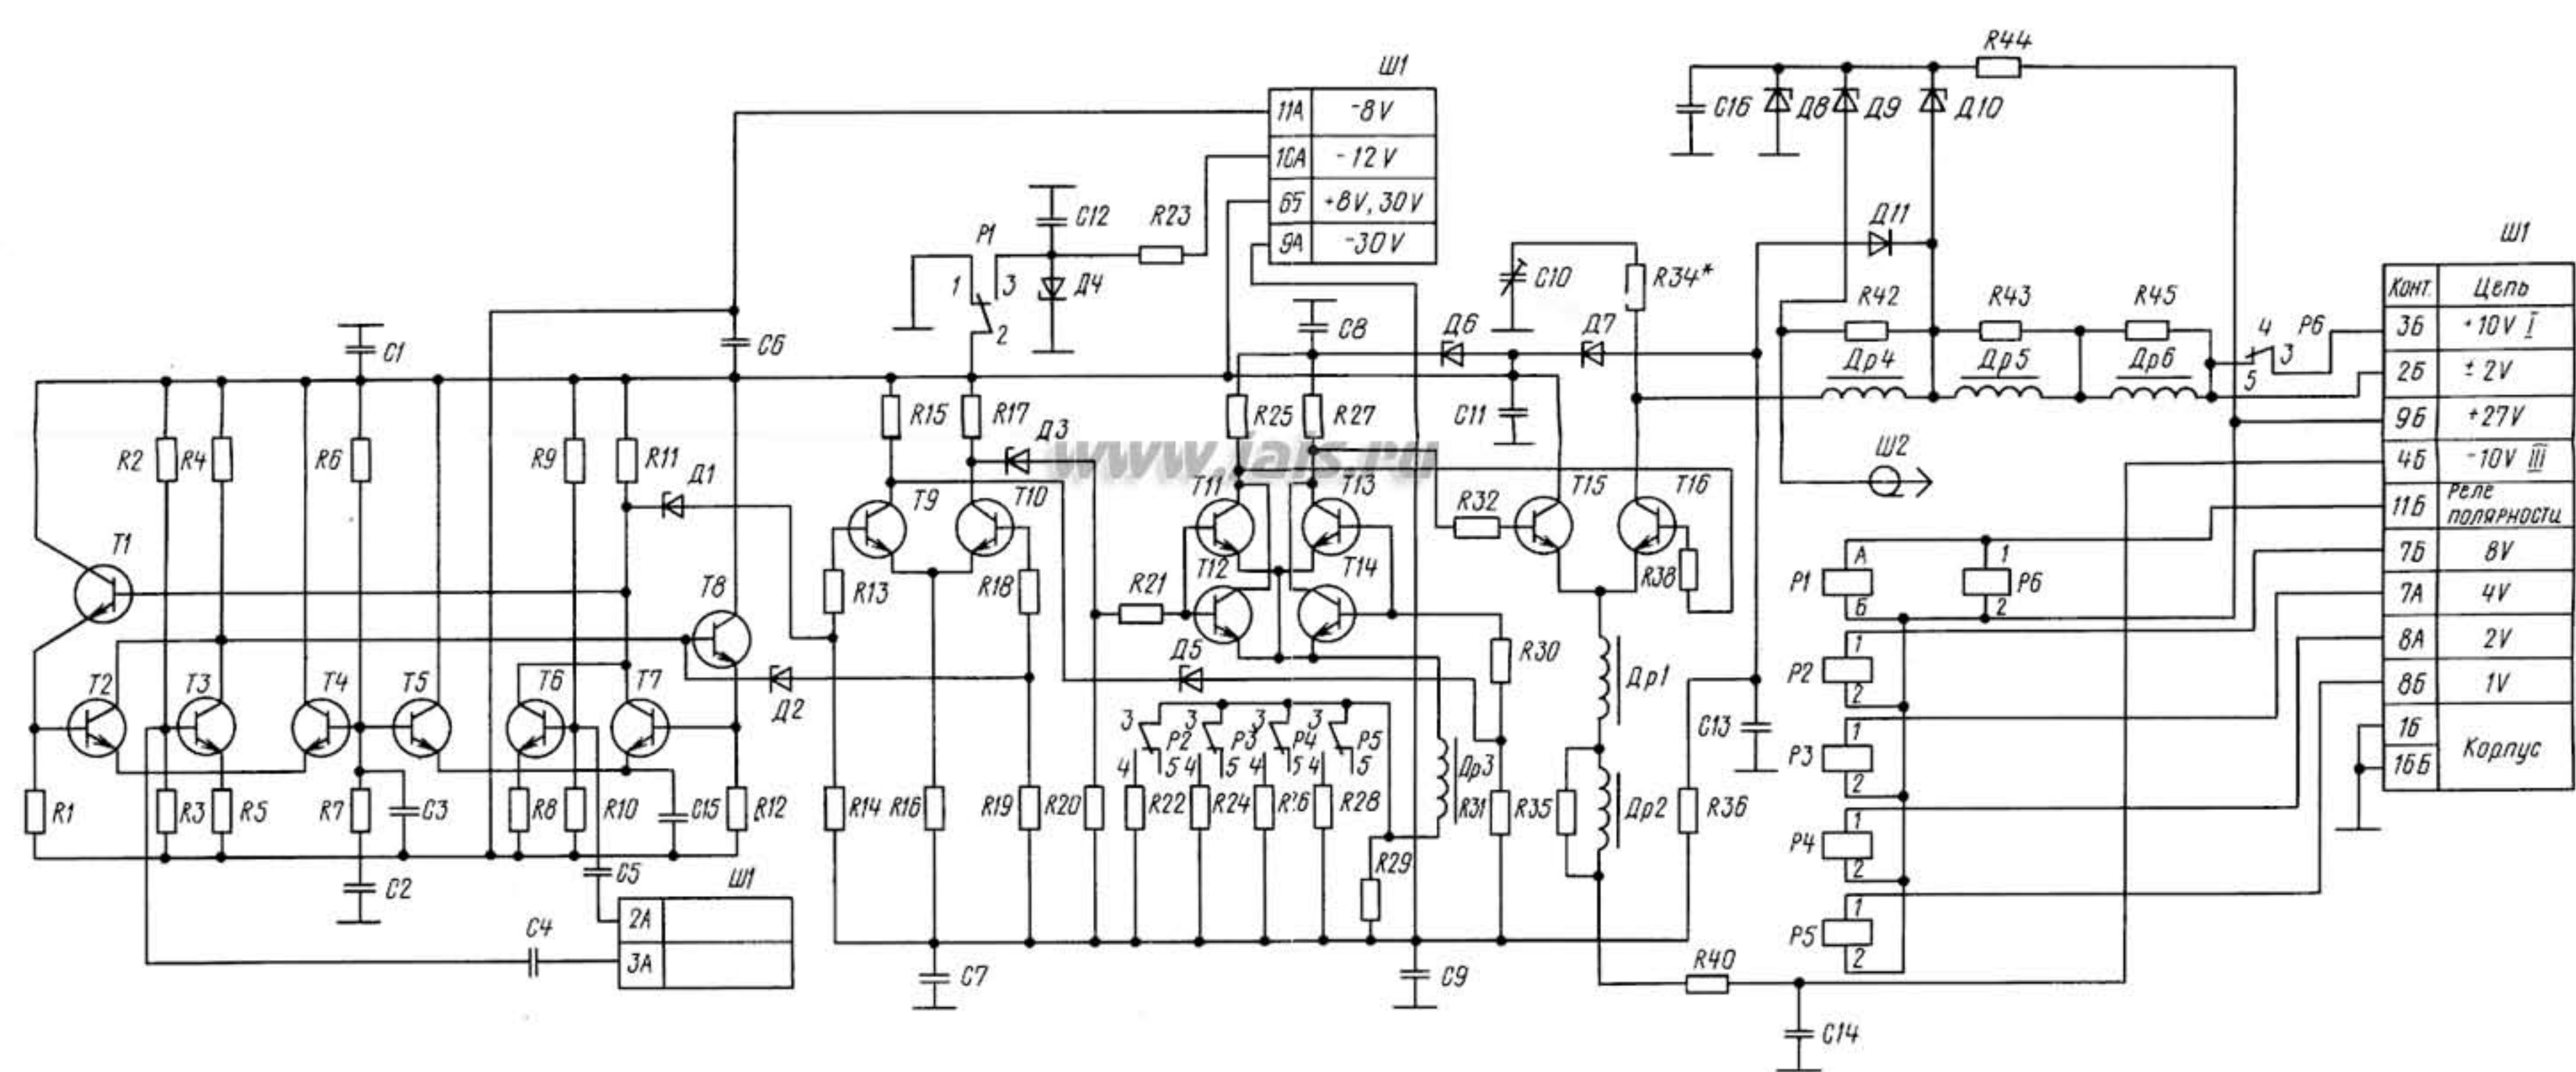 R44
Ш1
11А -8V
10А -12V
6Б +8V, 30V
9А -30V
C16 Д8 Д9 Д10
P1 C12 R23
1 3 Д4
2
C10 R34*
Д11
Ш1
Конт. Цепь
3Б +10V I
2Б ± 2V
9Б +27V
4Б -10V III
11Б Реле полярности
7Б 8V
7А 4V
8А 2V
8Б 1V
1Б Корпус
16Б
R42 R43 R45
Др4 Др5 Др6
4 P6
3
5
C1 C6 C8 Д6 Д7
R15 R17 Д3 R25 R27 C11
www.jais.ru
R2 R4 R6 R9 R11 Д1
Ш2
T9 T10 T11 T13 R32 T15 T16
T1 T8 R13 R18 R21 T12 T14 R38
P1 А Б
1 P6 2
Д2 Д5 R30 Др1
T2 T3 T4 T5 T6 T7
3 P2 3 P3 3 P4 3 P5
4 5 4 5 4 5 4 5
Др3 C13
P2 1 2
P3 1 2
P4 1 2
P5 1 2
R1 R3 R5 R7 C3 R8 R10 C15 R12 R14 R16 R19 R20 R22 R24 R26 R28 R31 R35 Др2 R36
C2 C5 R29
Ш1
2А
3А
C4
C7 C9 R40
C14